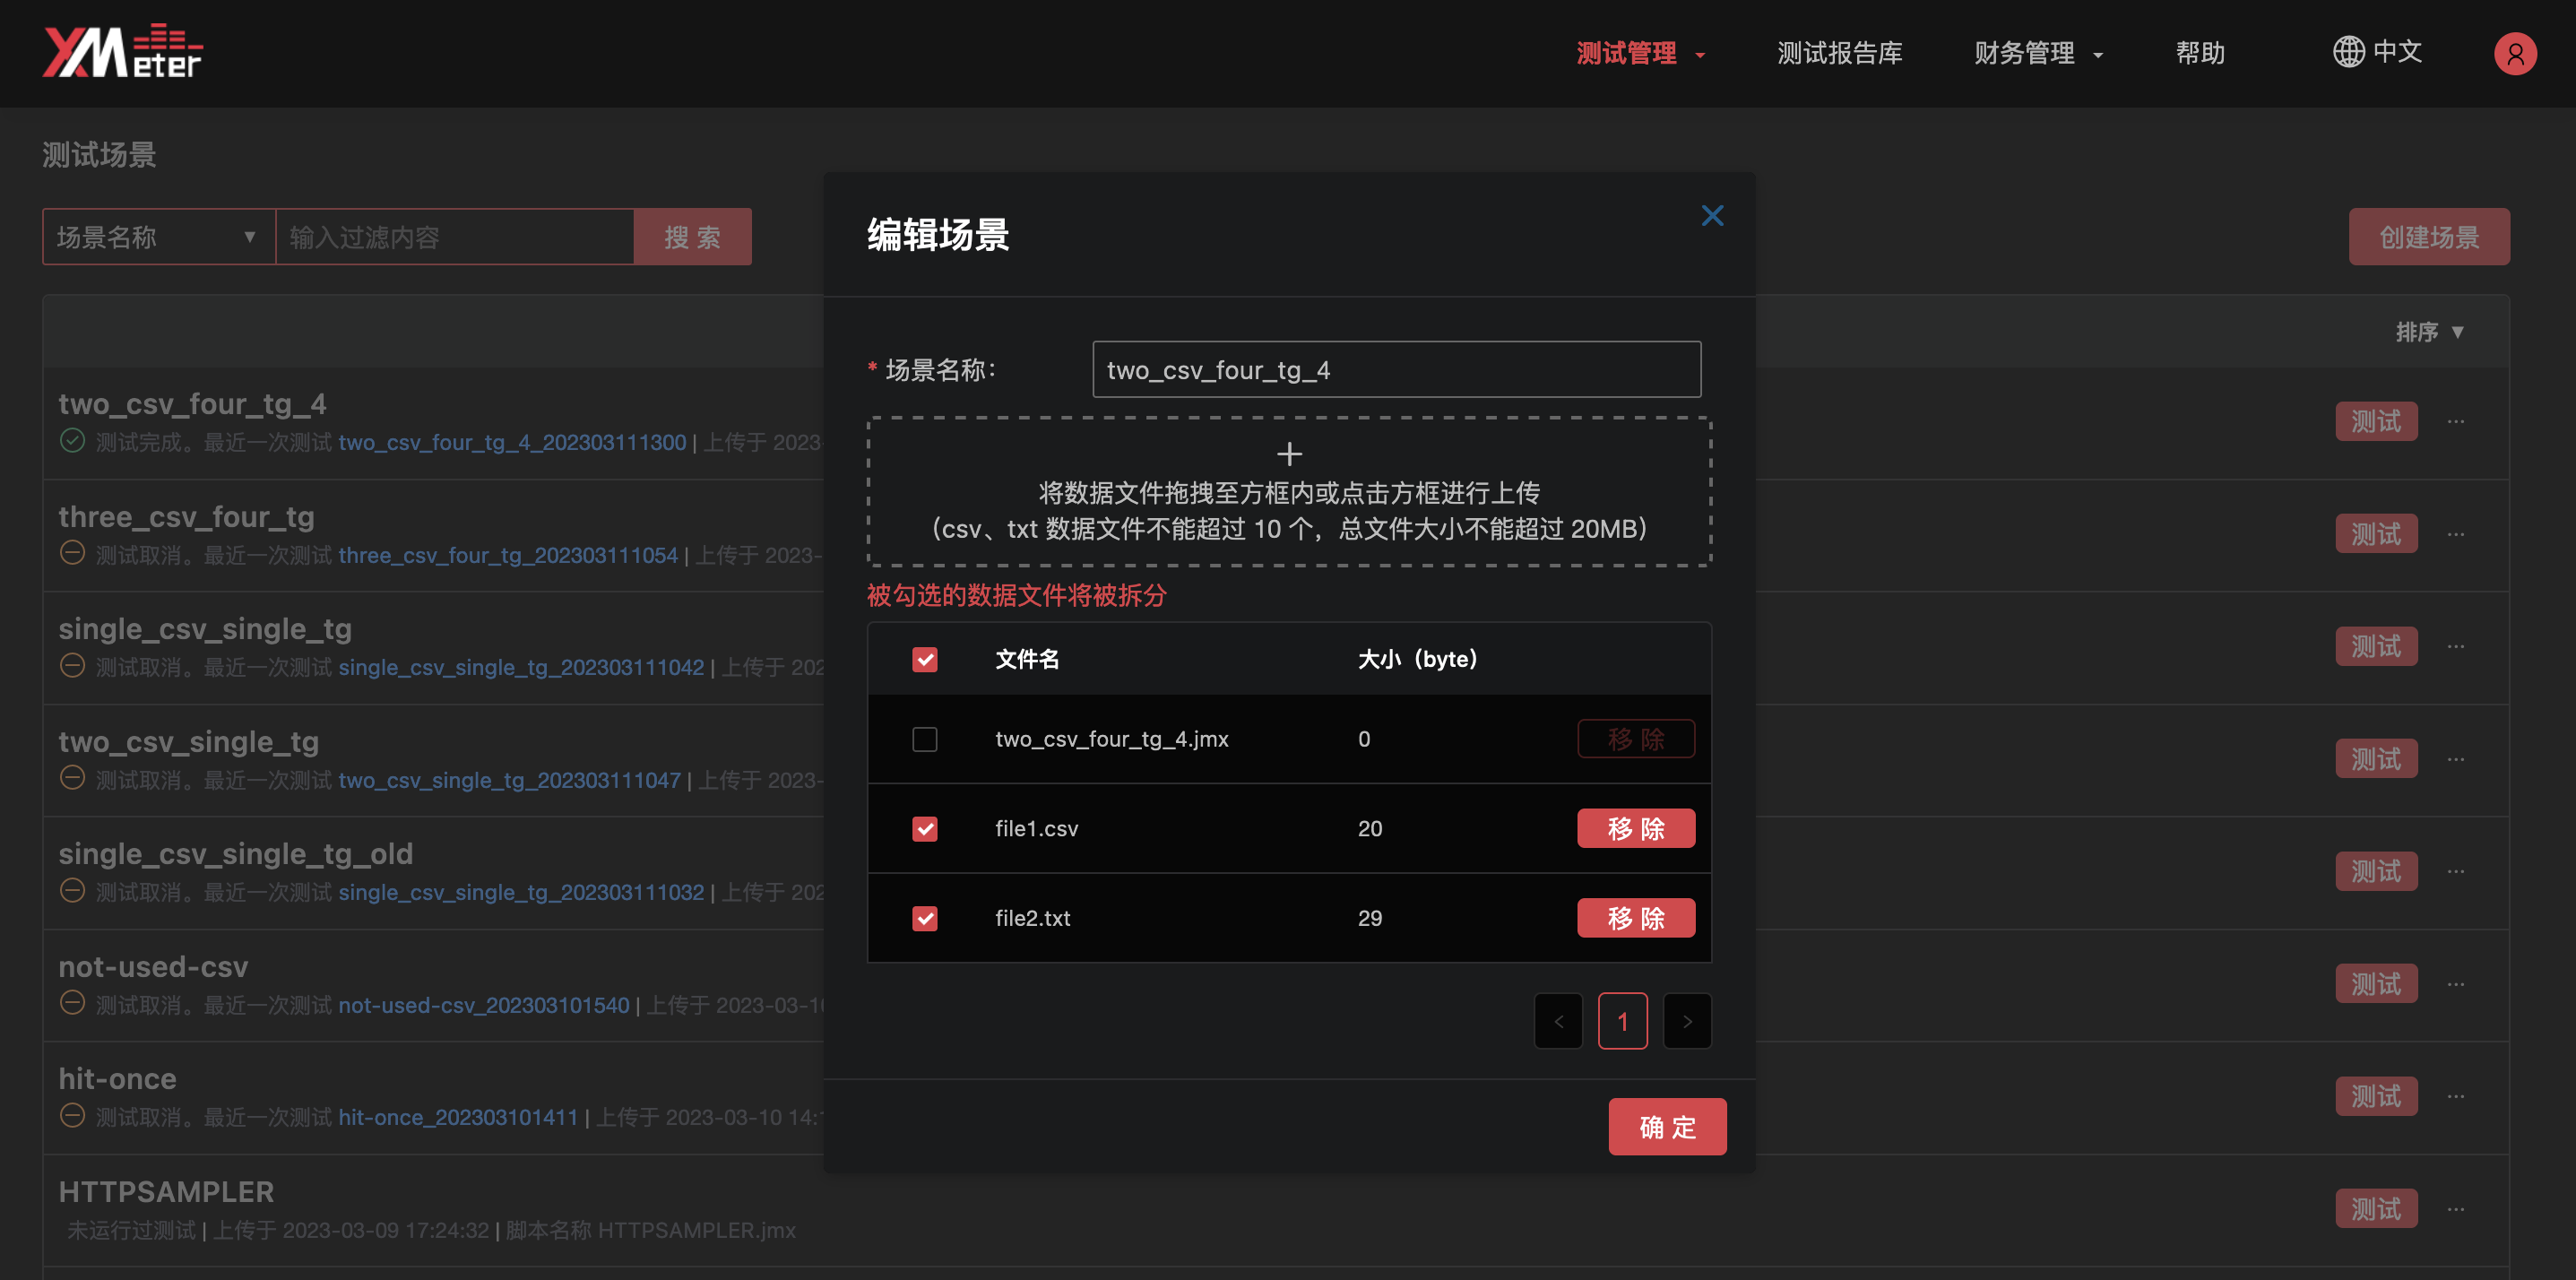 XMeter
测试管理
测试报告库
财务管理
帮助
中文
测试场景
场景名称
输入过滤内容
搜 索
创建场景
排序
two_csv_four_tg_4
测试完成。最近一次测试 two_csv_four_tg_4_202303111300 | 上传于 2023-
测试
three_csv_four_tg
测试取消。最近一次测试 three_csv_four_tg_202303111054 | 上传于 2023-
测试
single_csv_single_tg
测试取消。最近一次测试 single_csv_single_tg_202303111042 | 上传于 202
测试
two_csv_single_tg
测试取消。最近一次测试 two_csv_single_tg_202303111047 | 上传于 2023-
测试
single_csv_single_tg_old
测试取消。最近一次测试 single_csv_single_tg_202303111032 | 上传于 202
测试
not-used-csv
测试取消。最近一次测试 not-used-csv_202303101540 | 上传于 2023-03-10
测试
hit-once
测试取消。最近一次测试 hit-once_202303101411 | 上传于 2023-03-10 14:
测试
HTTPSAMPLER
未运行过测试 | 上传于 2023-03-09 17:24:32 | 脚本名称 HTTPSAMPLER.jmx
测试
编辑场景
* 场景名称：
two_csv_four_tg_4
将数据文件拖拽至方框内或点击方框进行上传
（csv、txt 数据文件不能超过 10 个，总文件大小不能超过 20MB）
被勾选的数据文件将被拆分
文件名 大小（byte）
two_csv_four_tg_4.jmx 0 移 除
file1.csv 20 移 除
file2.txt 29 移 除
< 1 >
确 定